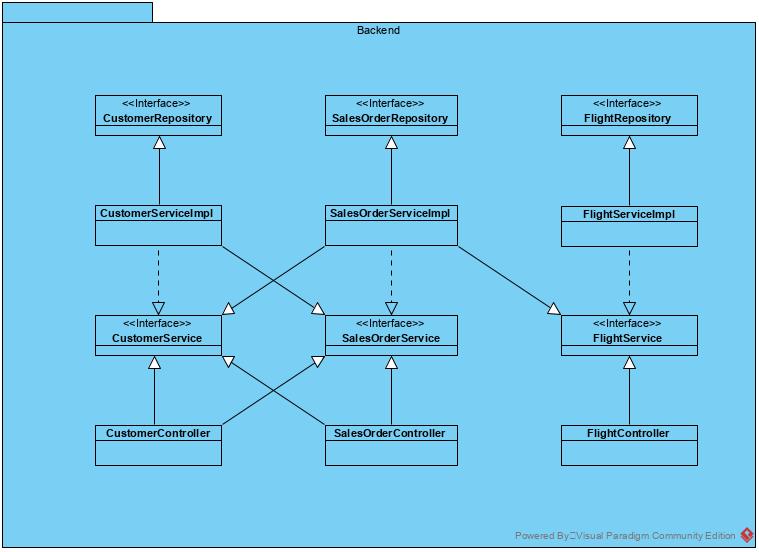 Backend
<<Interface>>
CustomerRepository
<<Interface>>
SalesOrderRepository
<<Interface>>
FlightRepository
CustomerServiceImpl
SalesOrderServiceImpl
FlightServiceImpl
<<Interface>>
CustomerService
<<Interface>>
SalesOrderService
<<Interface>>
FlightService
CustomerController
SalesOrderController
FlightController
Powered By Visual Paradigm Community Edition